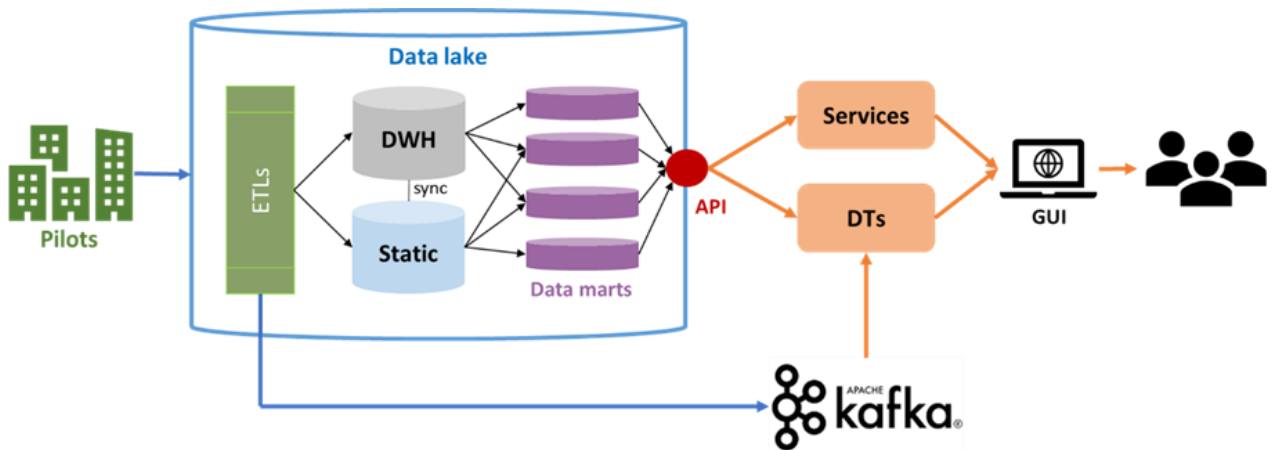 Data lake
Pilots
ETLs
DWH
sync
Static
Data marts
API
Services
DTs
GUI
APACHE
kafka®